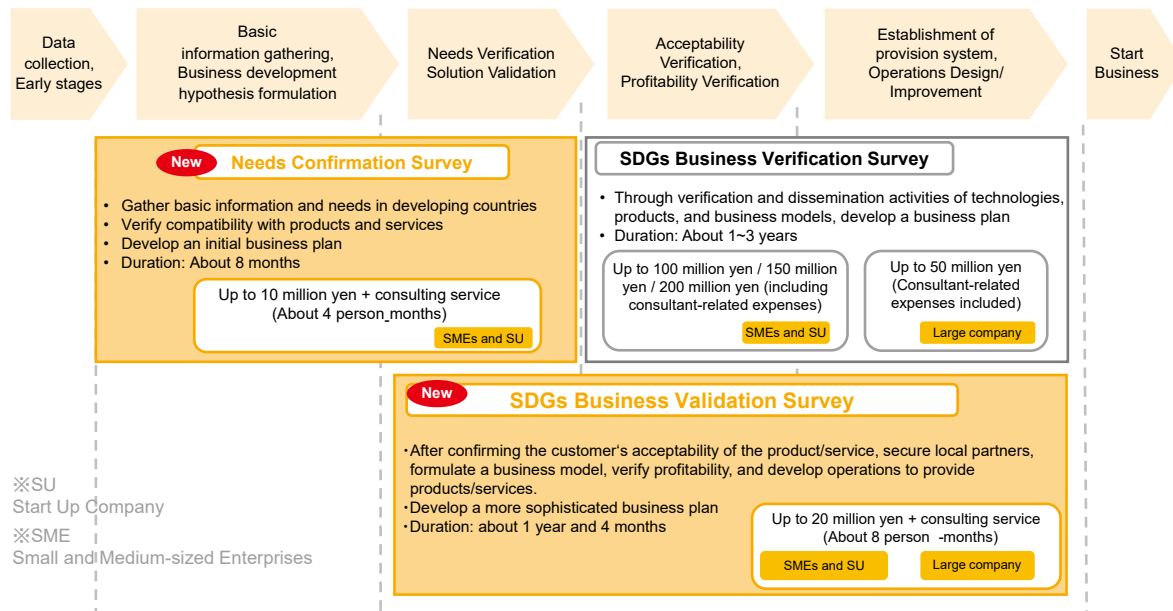 Data
collection,
Early stages
Basic
information gathering,
Business development
hypothesis formulation
Needs Verification
Solution Validation
Acceptability
Verification,
Profitability Verification
Establishment of
provision system,
Operations Design/
Improvement
Start
Business
New
Needs Confirmation Survey
• Gather basic information and needs in developing countries
• Verify compatibility with products and services
• Develop an initial business plan
• Duration: About 8 months
Up to 10 million yen + consulting service
(About 4 person_months)
SMEs and SU
SDGs Business Verification Survey
• Through verification and dissemination activities of technologies,
products, and business models, develop a business plan
• Duration: About 1~3 years
Up to 100 million yen / 150 million
yen / 200 million yen (including
consultant-related expenses)
SMEs and SU
Up to 50 million yen
(Consultant-related
expenses included)
Large company
New
SDGs Business Validation Survey
・After confirming the customer‘s acceptability of the product/service, secure local partners,
formulate a business model, verify profitability, and develop operations to provide
products/services.
・Develop a more sophisticated business plan
・Duration: about 1 year and 4 months
Up to 20 million yen + consulting service
(About 8 person -months)
SMEs and SU
Large company
※SU
Start Up Company
※SME
Small and Medium-sized Enterprises